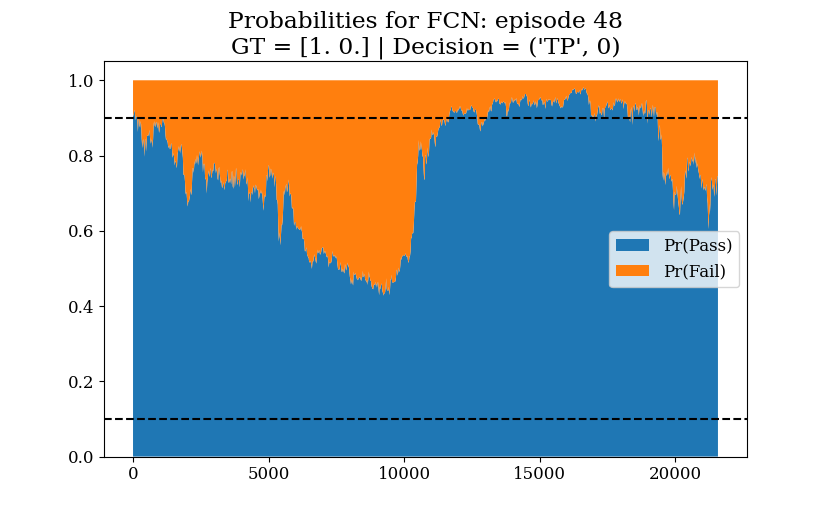 Probabilities for FCN: episode 48
GT = [1. 0.] | Decision = ('TP', 0)
1.0
0.8
0.6
0.4
0.2
0.0
Pr(Pass)
Pr(Fail)
0
5000
10000
15000
20000